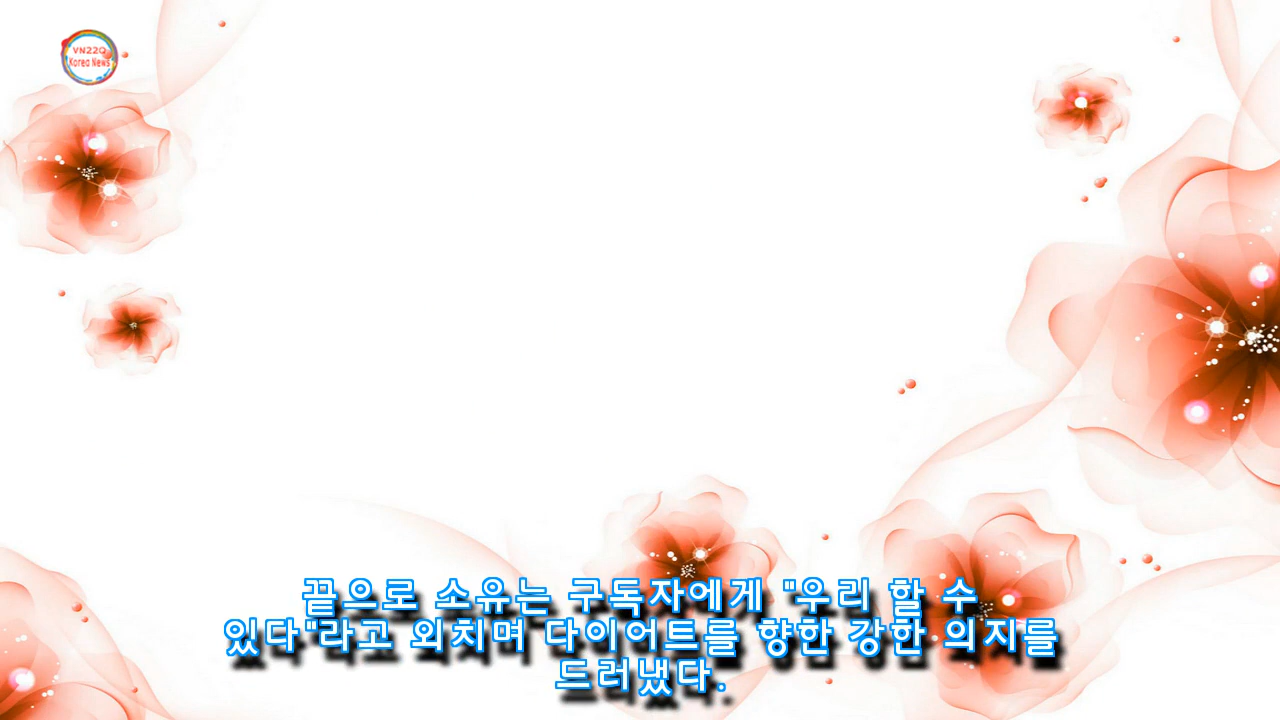 VN22Q
Korea News
끝으로 소유는 구독자에게 "우리 할 수
있다"라고 외치며 다이어트를 향한 강한 의지를
드러냈다.